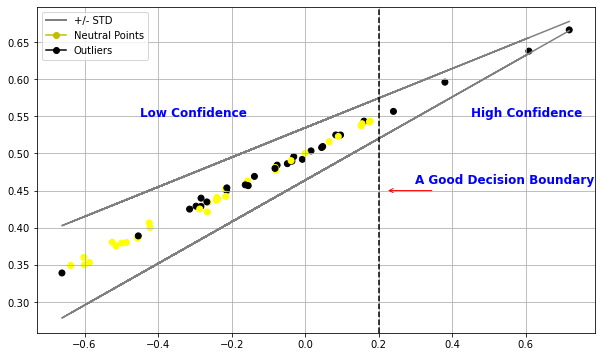 +/- STD
Neutral Points
Outliers
0.65
0.60
0.55
0.50
0.45
0.40
0.35
0.30
Low Confidence
High Confidence
A Good Decision Boundary
−0.6 −0.4 −0.2 0.0 0.2 0.4 0.6